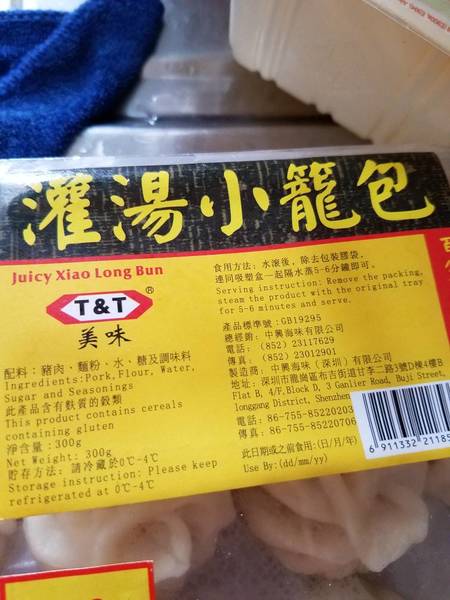 灌湯小籠包
Juicy Xiao Long Bun
T&T
®
美味
配料：豬肉、麵粉、水、糖及調味料
Ingredients:Pork, Flour, Water,
Sugar and Seasonings
此產品含有麩質的穀類
This product contains cereals
containing gluten
淨含量：300g
Net Weight: 300g
貯存方法：請冷藏於0℃-4℃
Storage instruction: Please keep
refrigerated at 0℃-4℃
食用方法：水滾後，除去包裝膠袋，
連同吸塑盒一起隔水蒸5-6分鐘即可。
Serving instruction: Remove the packing,
steam the product with the original tray
for 5-6 minutes and serve.
產品標準號：GB19295
總經銷：中興海味有限公司
電話：(852) 23117629
傳真：(852) 23012901
製造商：中興海味（深圳）有限公司
地址：深圳市龍崗區布吉街道甘李二路3號D棟4樓B
Flat B, 4/F,Block D, 3 Ganlier Road, Buji Street,
longgang District, Shenzhen
電話：86-755-85220203
傳真：86-755-85220706
此日期或之前食用：(日/月/年)
Use By:(dd/mm/yy)
6 911332 21185